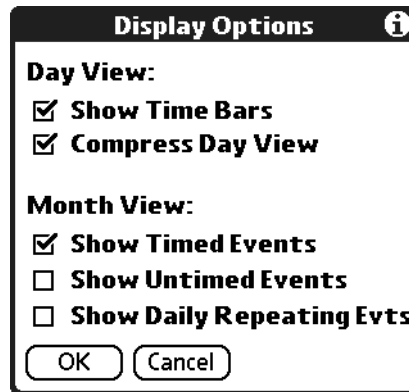 Display Options i
Day View:
Show Time Bars
Compress Day View
Month View:
Show Timed Events
Show Untimed Events
Show Daily Repeating Evts
OK Cancel